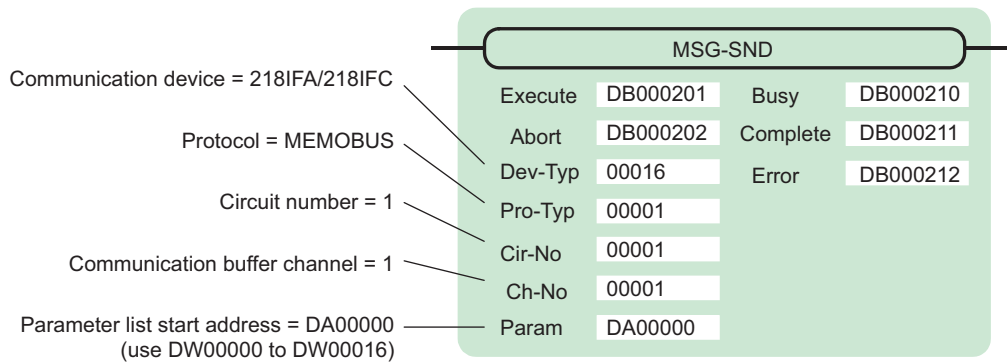 MSG-SND
Communication device = 218IFA/218IFC
Protocol = MEMOBUS
Circuit number = 1
Communication buffer channel = 1
Parameter list start address = DA00000
(use DW00000 to DW00016)
Execute DB000201 Busy DB000210
Abort DB000202 Complete DB000211
Dev-Typ 00016 Error DB000212
Pro-Typ 00001
Cir-No 00001
Ch-No 00001
Param DA00000